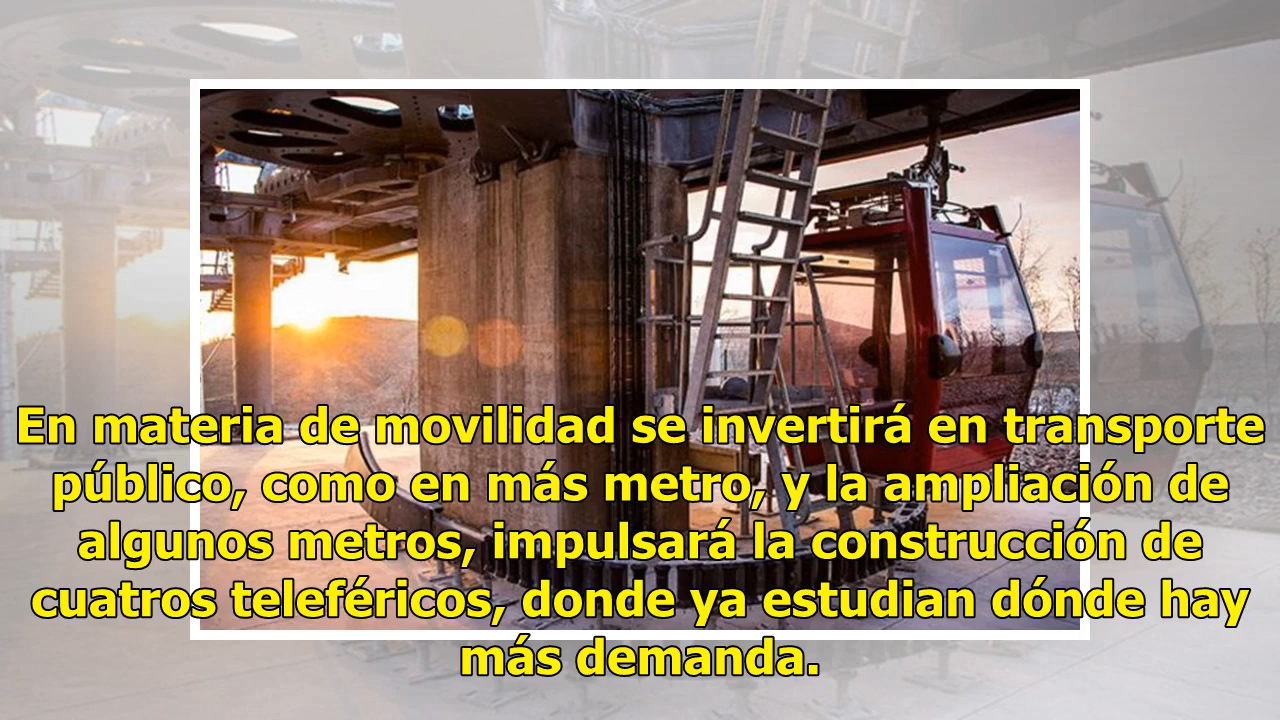 En materia de movilidad se invertirá en transporte
público, como en más metro, y la ampliación de
algunos metros, impulsará la construcción de
cuatros teleféricos, donde ya estudian dónde hay
más demanda.